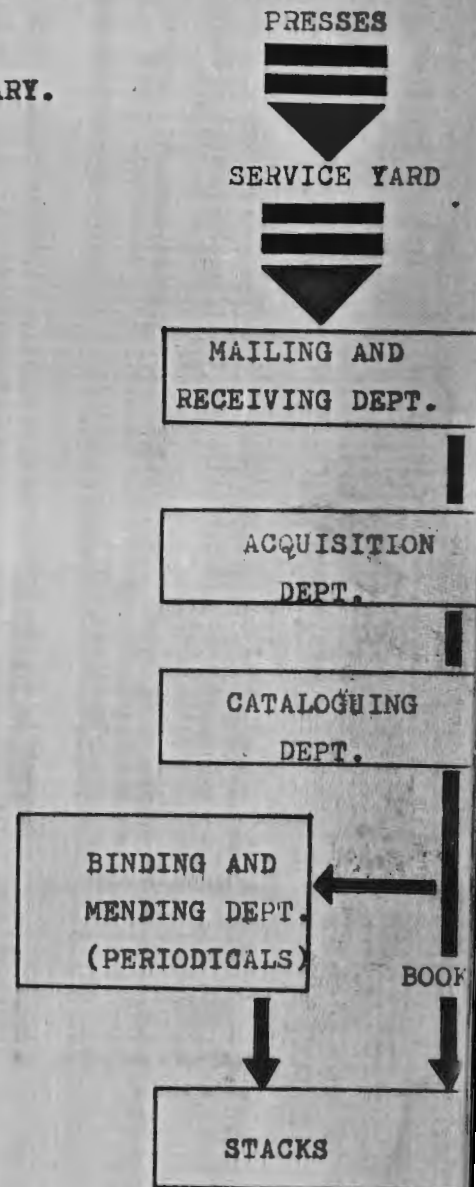 PRESSES
ARY.
SERVICE YARD
MAILING AND
RECEIVING DEPT.
ACQUISITION
DEPT.
CATALOGUING
DEPT.
BINDING AND
MENDING DEPT.
(PERIODICALS)
BOOK
STACKS